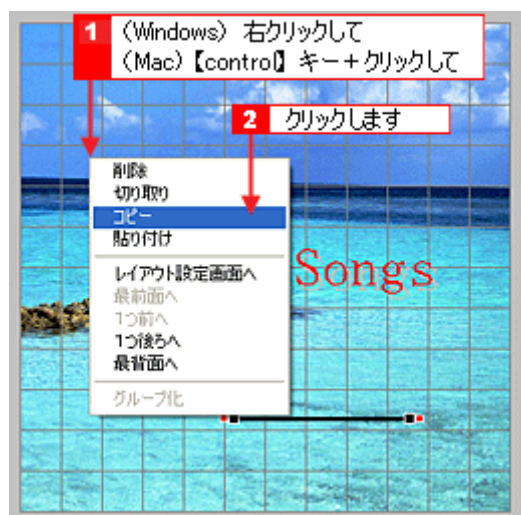 1 （Windows） 右クリックして
（Mac）【control】キー＋クリックして
2 クリックします
削除
切り取り
コピー
貼り付け
レイアウト設定画面へ
最前面へ
1つ前へ
1つ後ろへ
最背面へ
グループ化
Songs